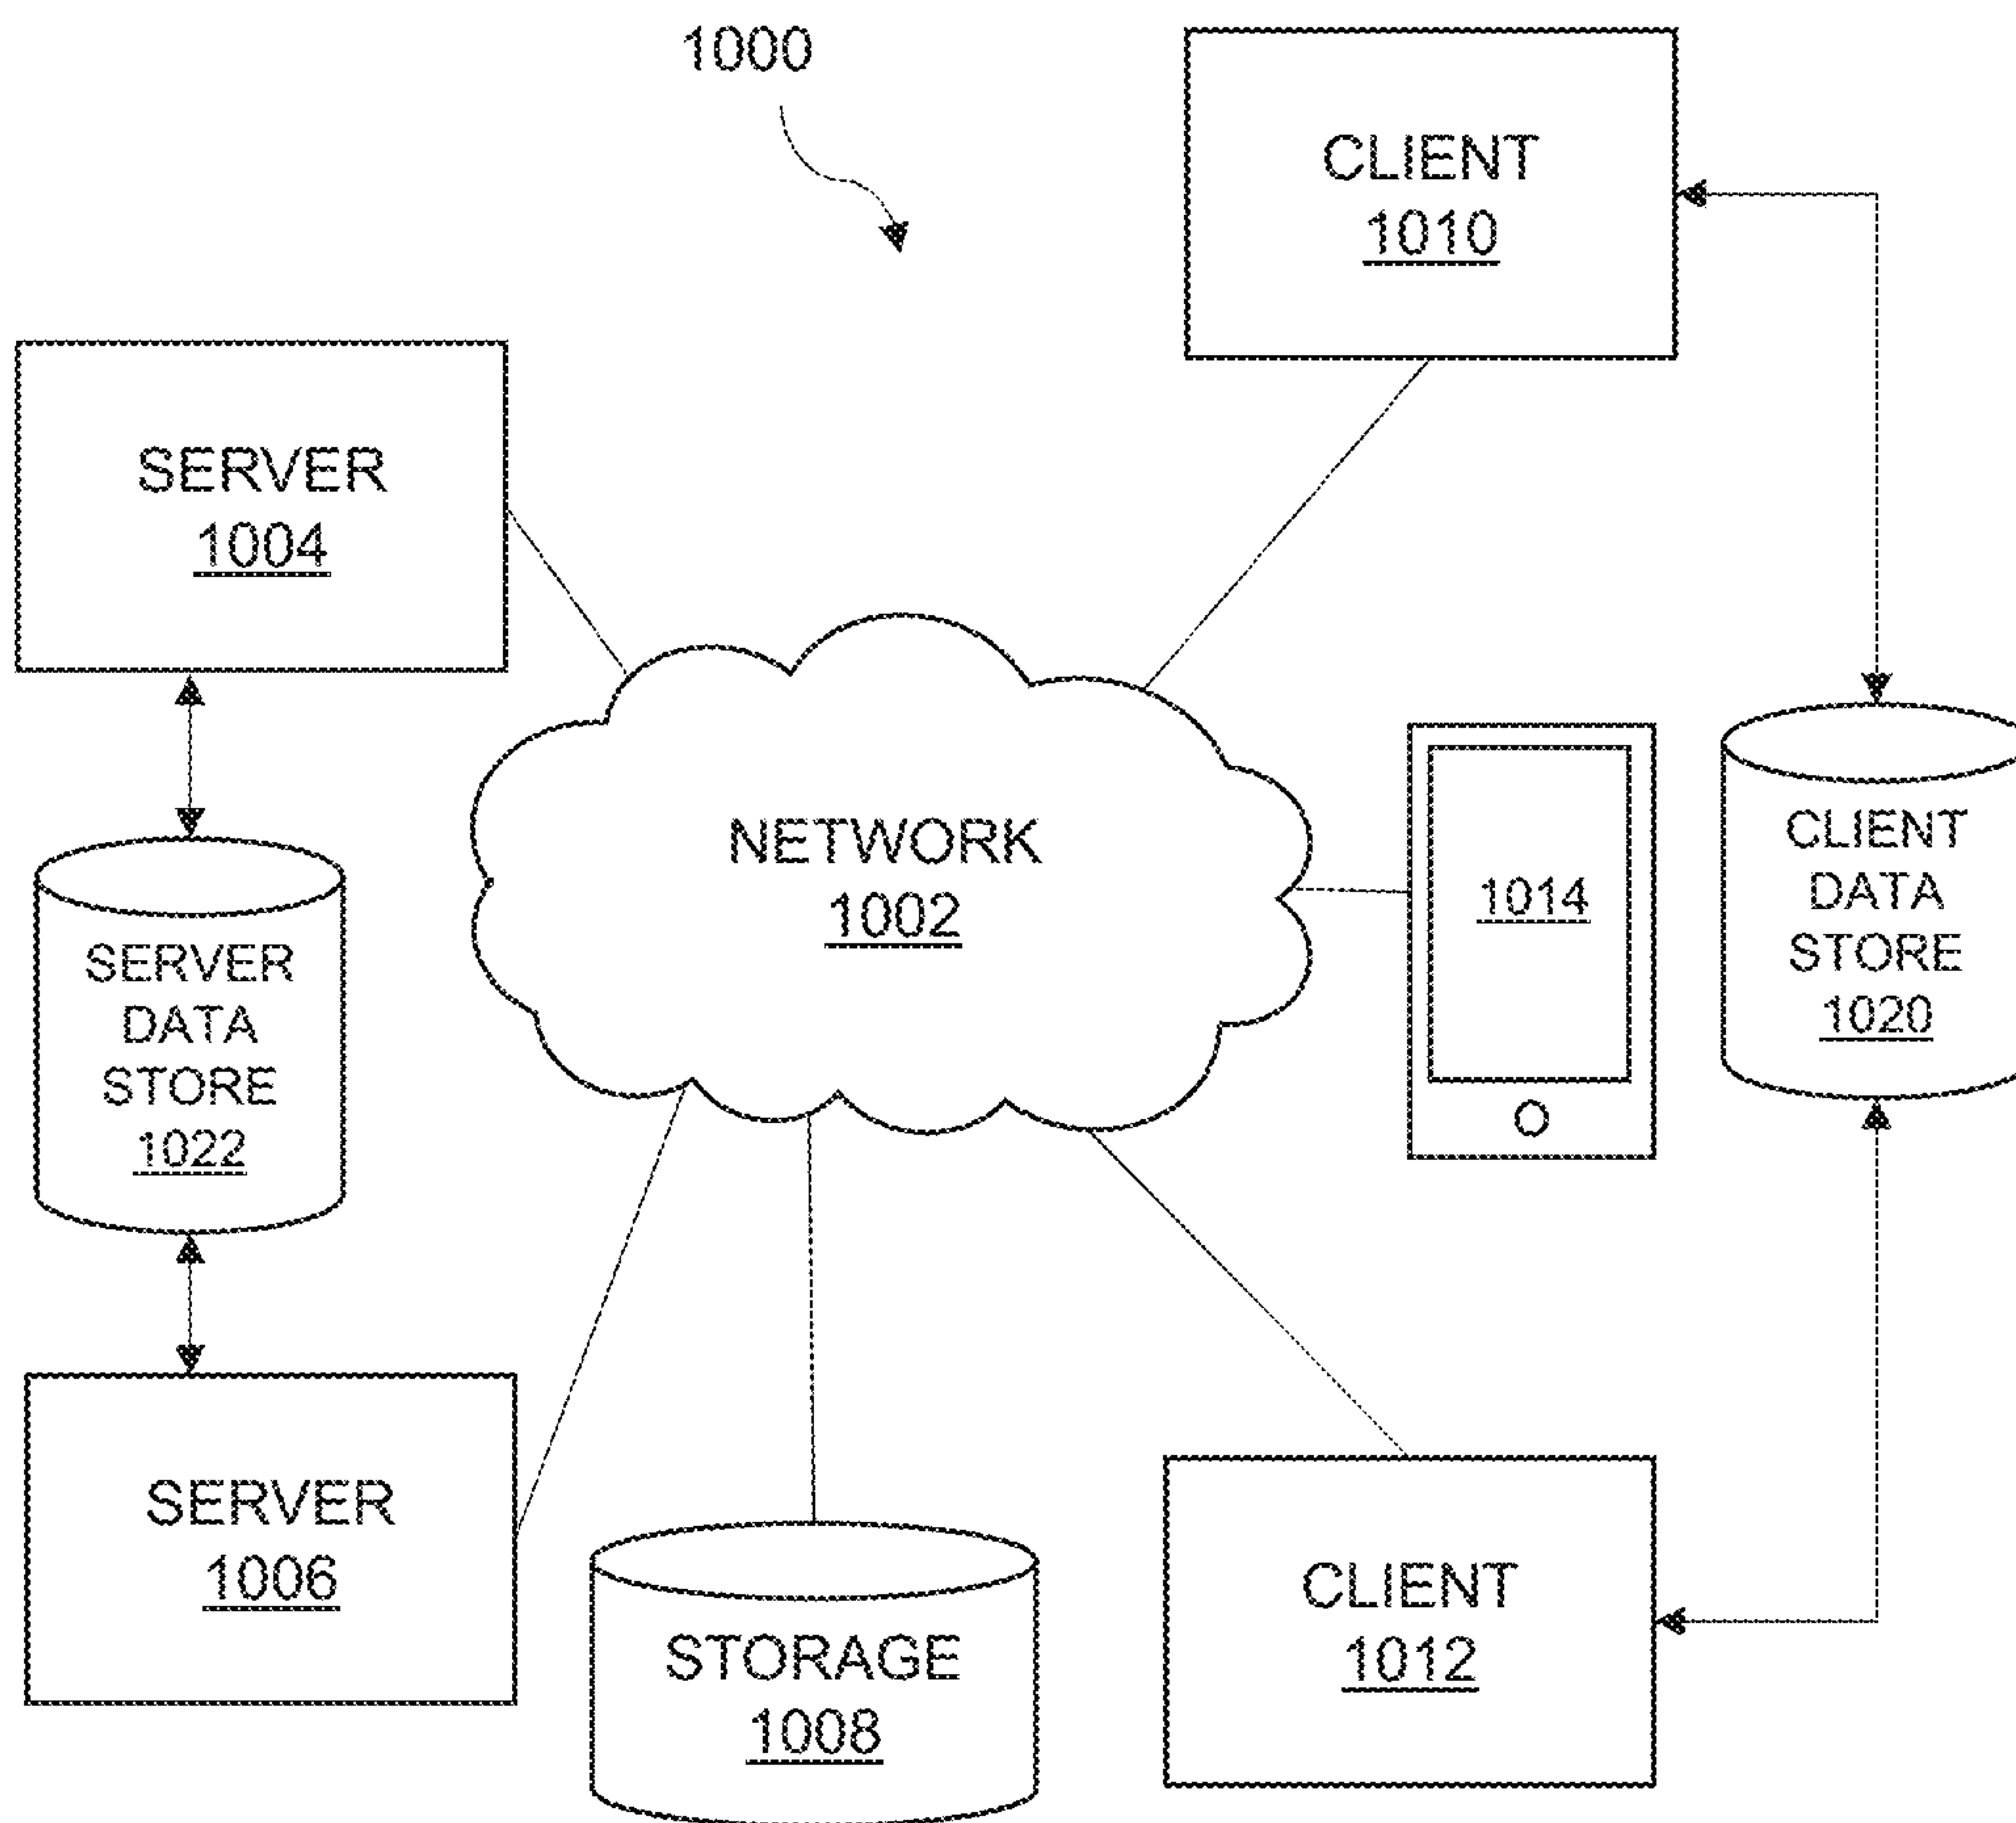 1000
CLIENT
1010
SERVER
1004
NETWORK
1002
1014
CLIENT
DATA
STORE
1020
SERVER
DATA
STORE
1022
SERVER
1006
STORAGE
1008
CLIENT
1012